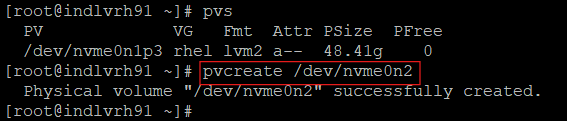 [root@indlvrh91 ~]# pvs
  PV             VG   Fmt  Attr PSize  PFree
  /dev/nvme0n1p3 rhel lvm2 a--  48.41g    0
[root@indlvrh91 ~]# pvcreate /dev/nvme0n2
  Physical volume "/dev/nvme0n2" successfully created.
[root@indlvrh91 ~]#